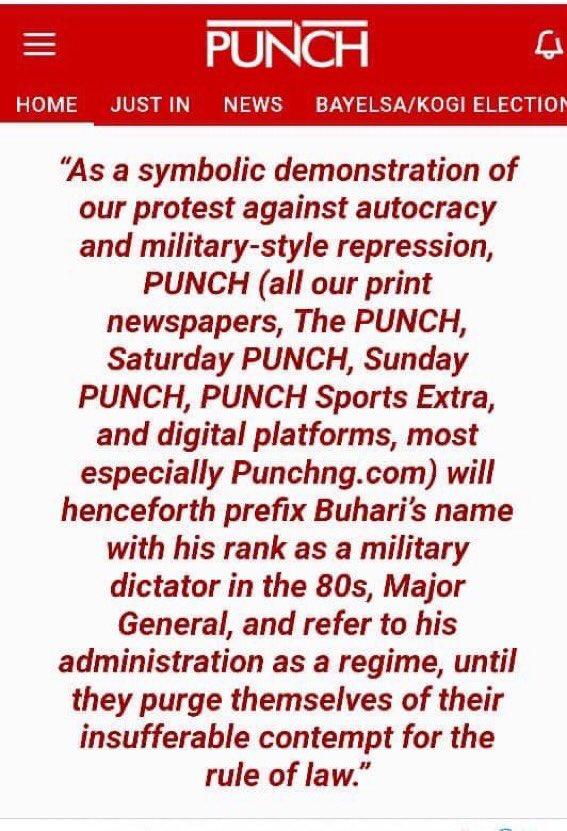 PUNCH
HOME JUST IN NEWS BAYELSA/KOGI ELECTION
“As a symbolic demonstration of
our protest against autocracy
and military-style repression,
PUNCH (all our print
newspapers, The PUNCH,
Saturday PUNCH, Sunday
PUNCH, PUNCH Sports Extra,
and digital platforms, most
especially Punchng.com) will
henceforth prefix Buhari’s name
with his rank as a military
dictator in the 80s, Major
General, and refer to his
administration as a regime, until
they purge themselves of their
insufferable contempt for the
rule of law.”